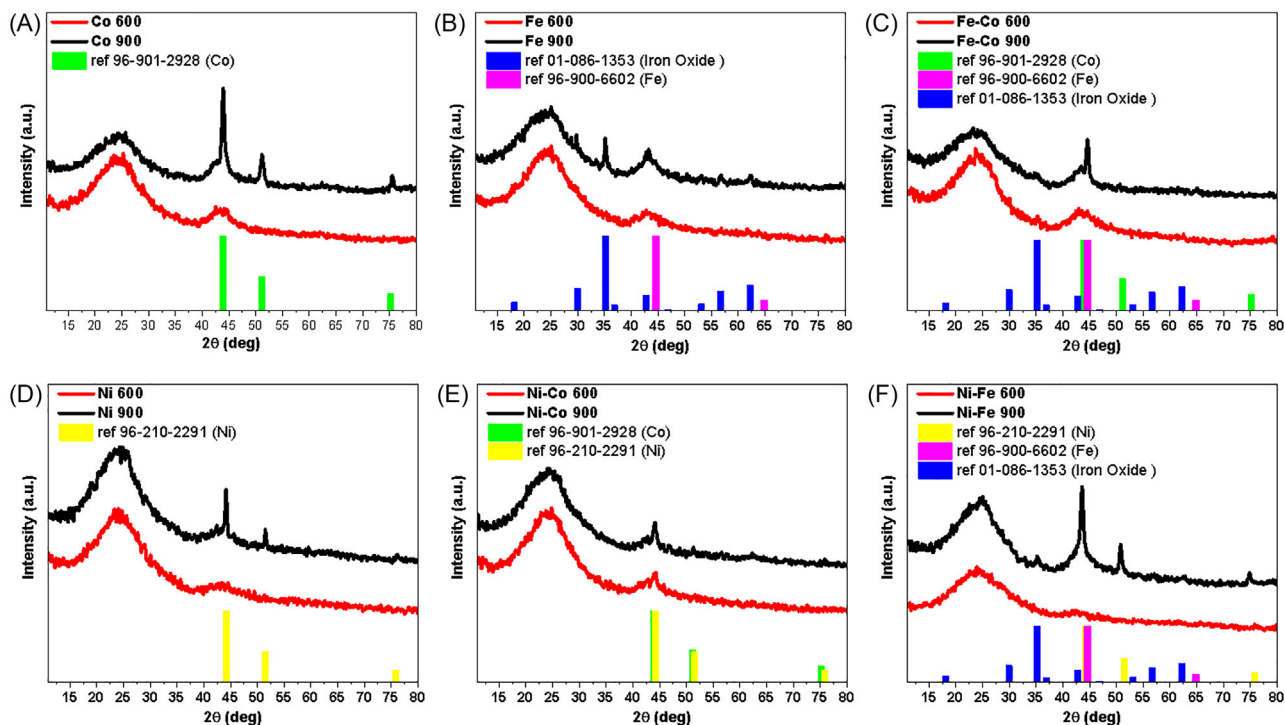 (A)
Co 600
Co 900
ref 96-901-2928 (Co)
Intensity (a.u.)
15 20 25 30 35 40 45 50 55 60 65 70 75 80
2θ (deg)
(B)
Fe 600
Fe 900
ref 01-086-1353 (Iron Oxide )
ref 96-900-6602 (Fe)
Intensity (a.u.)
15 20 25 30 35 40 45 50 55 60 65 70 75 80
2θ (deg)
(C)
Fe-Co 600
Fe-Co 900
ref 96-901-2928 (Co)
ref 96-900-6602 (Fe)
ref 01-086-1353 (Iron Oxide )
Intensity (a.u.)
15 20 25 30 35 40 45 50 55 60 65 70 75 80
2θ (deg)
(D)
Ni 600
Ni 900
ref 96-210-2291 (Ni)
Intensity (a.u.)
15 20 25 30 35 40 45 50 55 60 65 70 75 80
2θ (deg)
(E)
Ni-Co 600
Ni-Co 900
ref 96-901-2928 (Co)
ref 96-210-2291 (Ni)
Intensity (a.u.)
15 20 25 30 35 40 45 50 55 60 65 70 75 80
2θ (deg)
(F)
Ni-Fe 600
Ni-Fe 900
ref 96-210-2291 (Ni)
ref 96-900-6602 (Fe)
ref 01-086-1353 (Iron Oxide )
Intensity (a.u.)
15 20 25 30 35 40 45 50 55 60 65 70 75 80
2θ (deg)